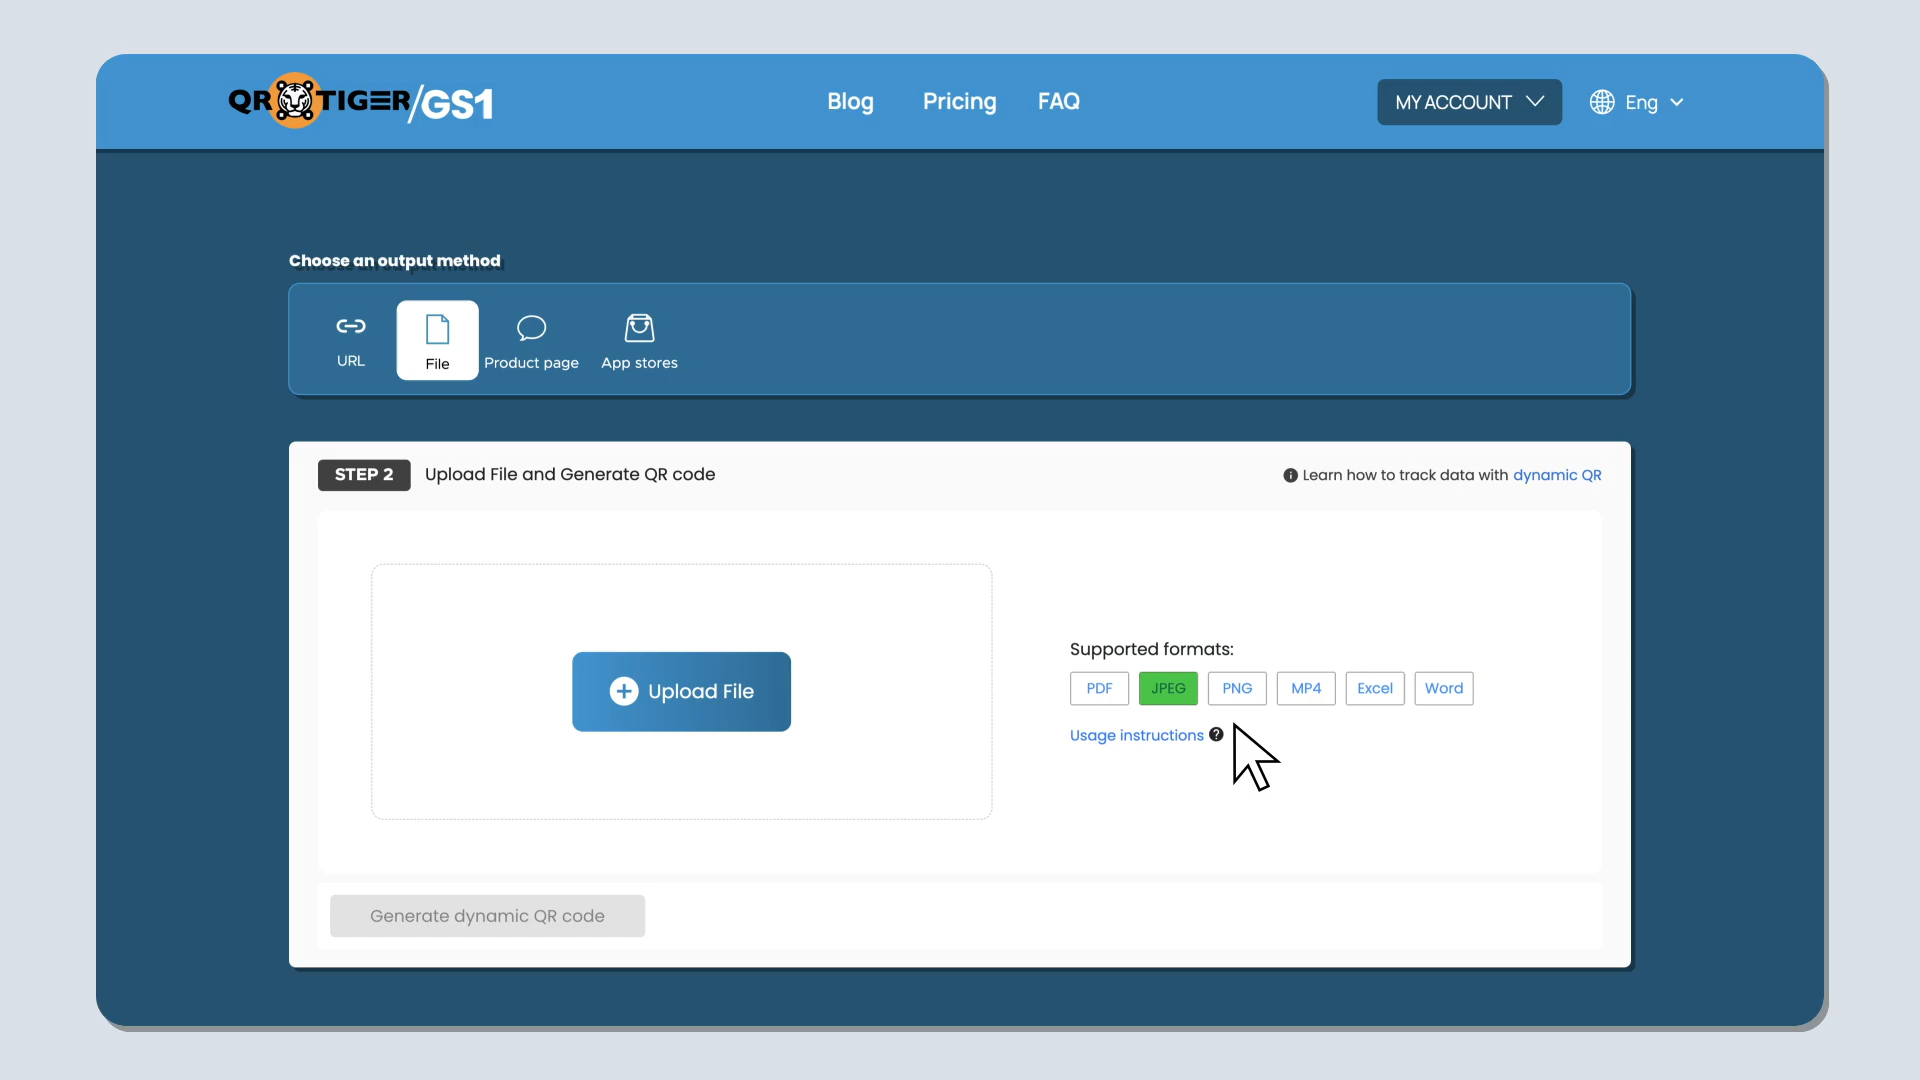 QR TIGER/GS1
Blog
Pricing
FAQ
MY ACCOUNT
Eng
Choose an output method
URL
File
Product page
App stores
STEP 2
Upload File and Generate QR code
Learn how to track data with dynamic QR
Upload File
Supported formats:
PDF
JPEG
PNG
MP4
Excel
Word
Usage instructions ?
Generate dynamic QR code